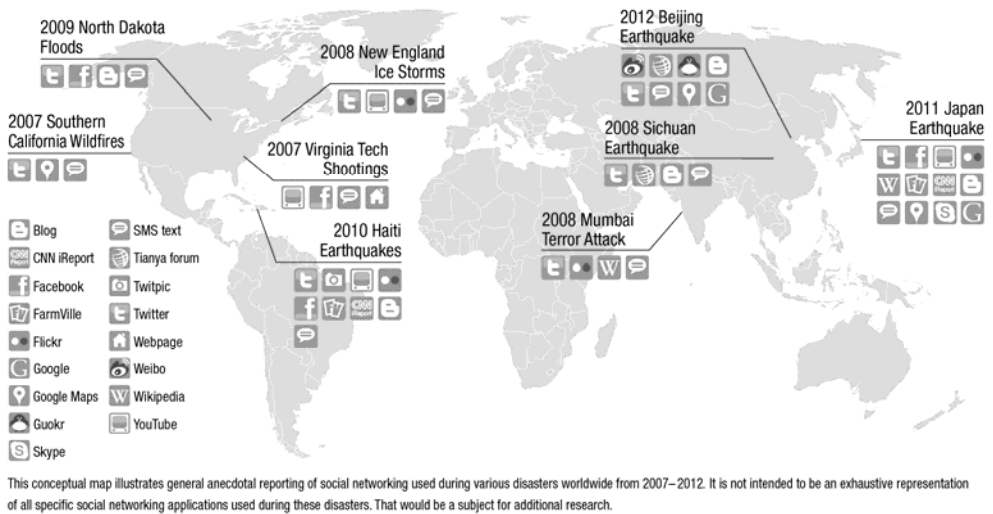 2009 North Dakota
Floods
2008 New England
Ice Storms
2012 Beijing
Earthquake
2007 Southern
California Wildfires
2007 Virginia Tech
Shootings
2008 Sichuan
Earthquake
2011 Japan
Earthquake
2010 Haiti
Earthquakes
2008 Mumbai
Terror Attack
Blog
CNN iReport
Facebook
FarmVille
Flickr
Google
Google Maps
Guokr
Skype
SMS text
Tianya forum
Twitpic
Twitter
Webpage
Weibo
Wikipedia
YouTube
This conceptual map illustrates general anecdotal reporting of social networking used during various disasters worldwide from 2007–2012. It is not intended to be an exhaustive representation
of all specific social networking applications used during these disasters. That would be a subject for additional research.